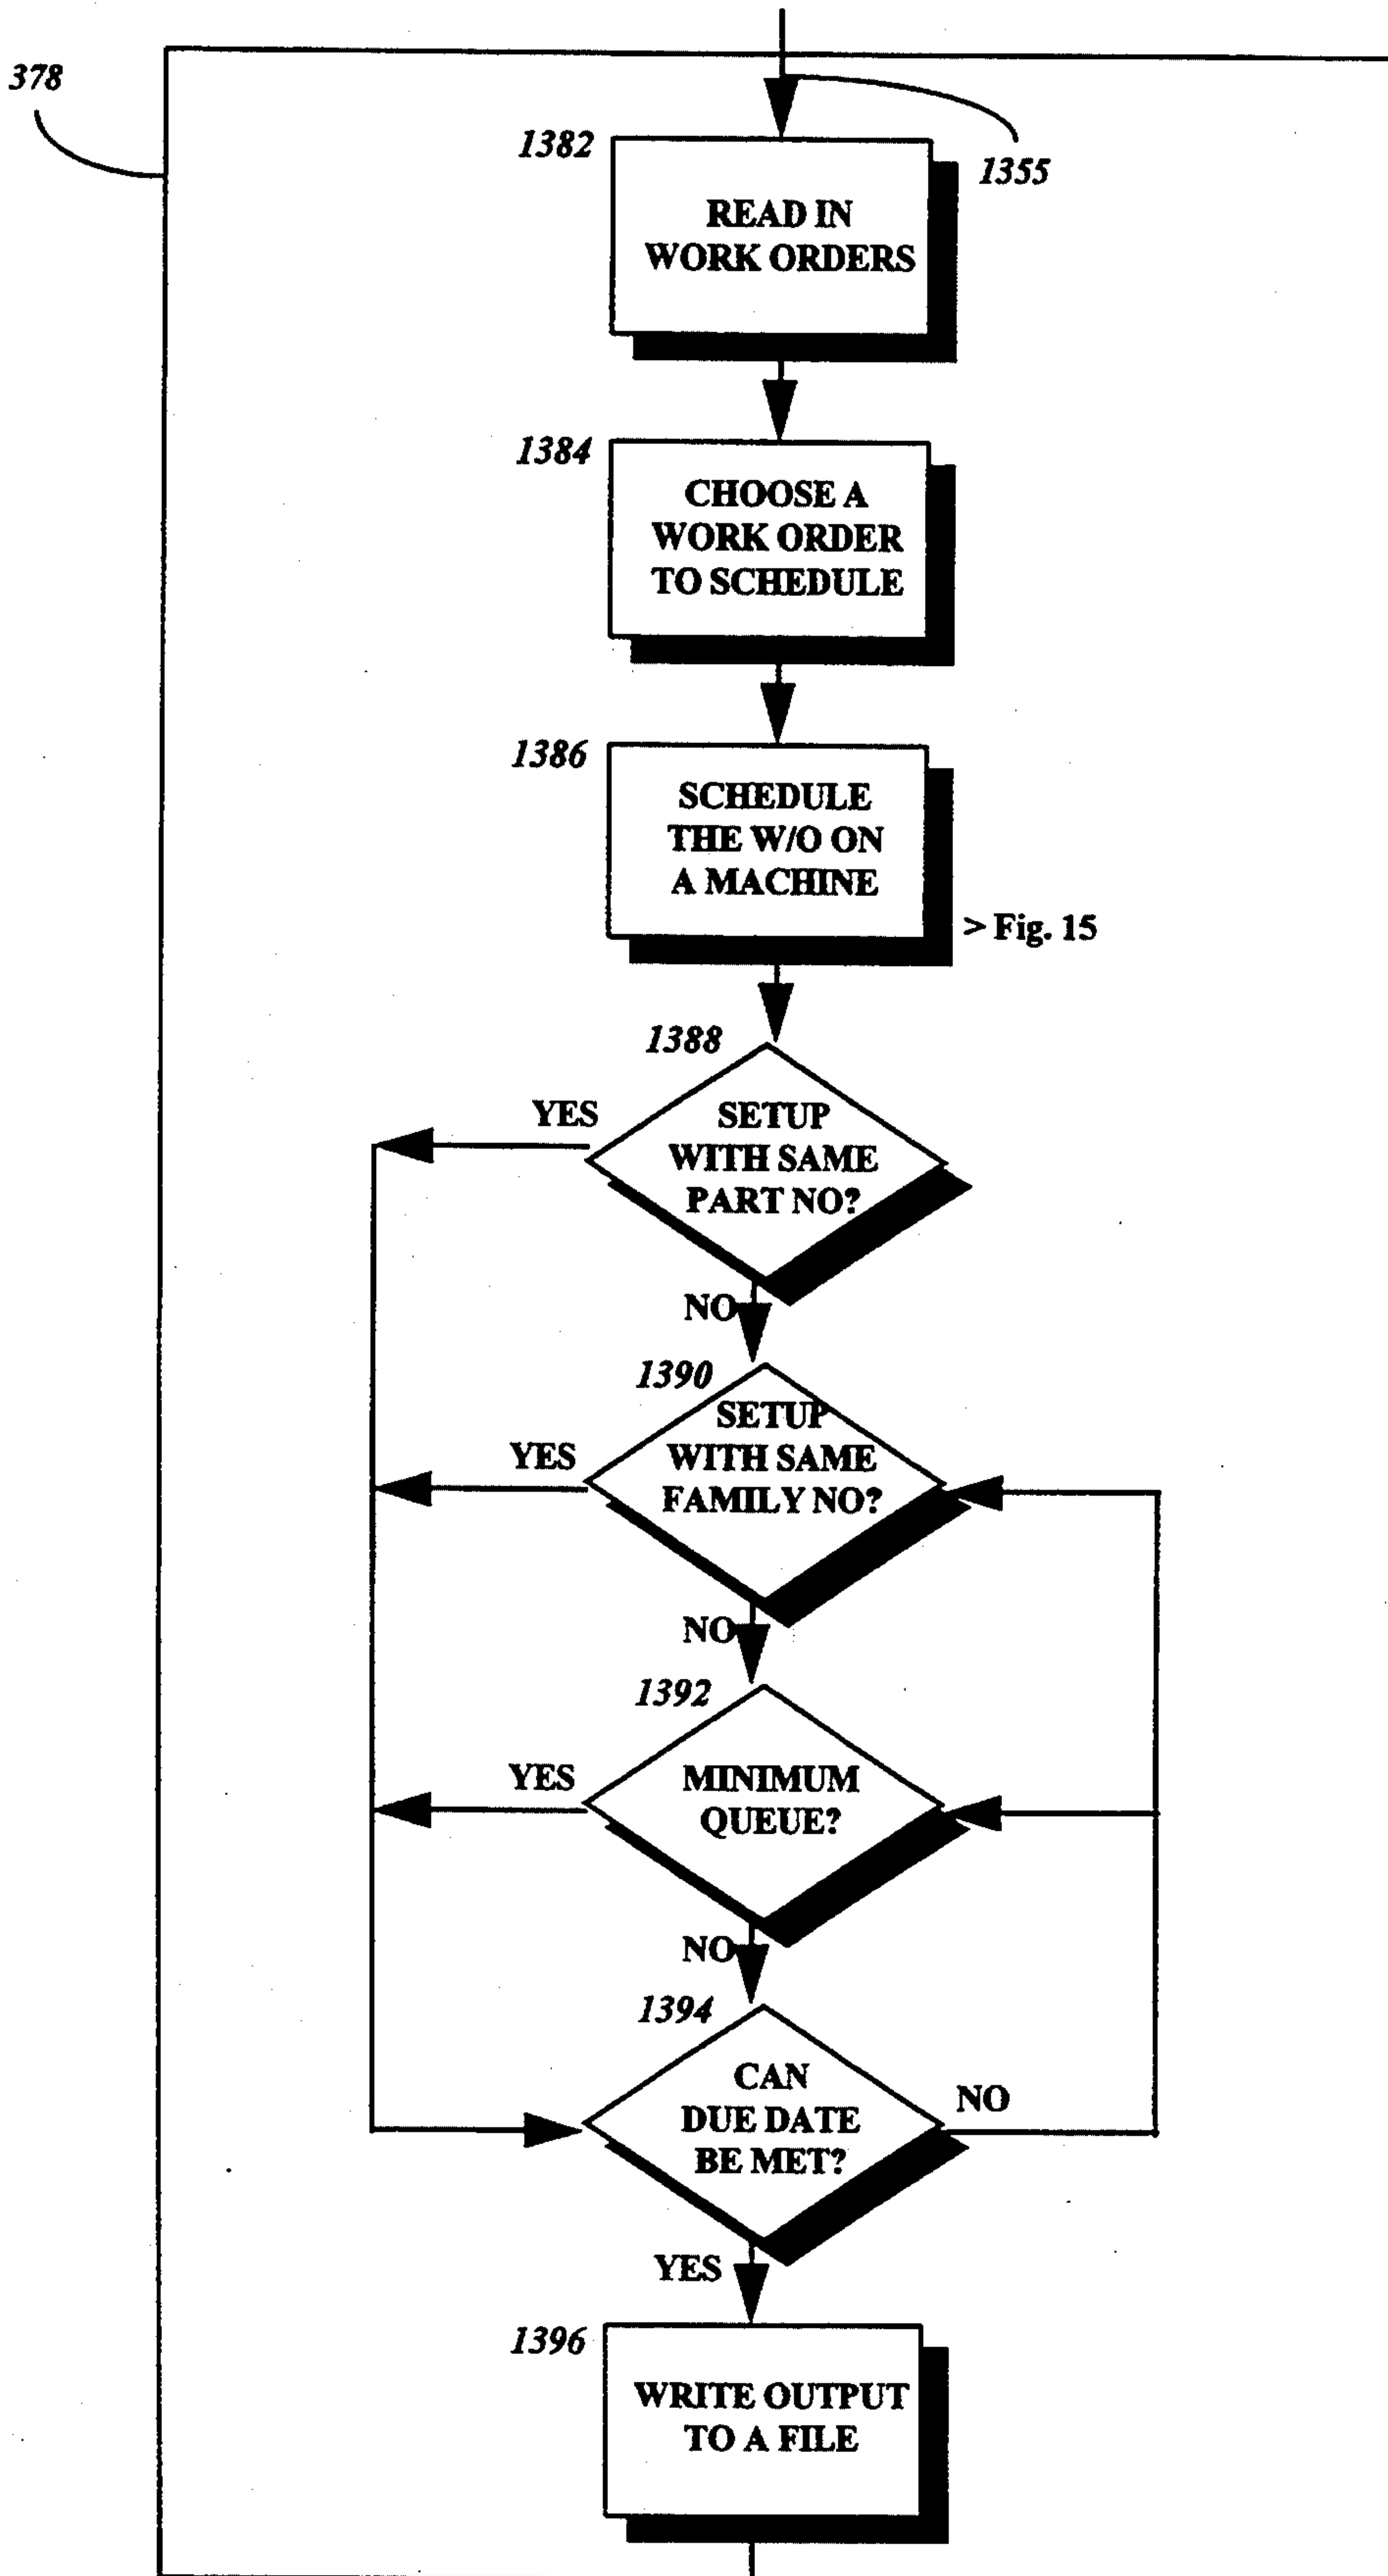 378
1382
1355
READ IN
WORK ORDERS
1384
CHOOSE A
WORK ORDER
TO SCHEDULE
1386
SCHEDULE
THE W/O ON
A MACHINE
> Fig. 15
1388
YES
SETUP
WITH SAME
PART NO?
NO
1390
SETUP
YES
WITH SAME
FAMILY NO?
NO
1392
YES
MINIMUM
QUEUE?
NO
1394
CAN
DUE DATE
BE MET?
NO
YES
1396
WRITE OUTPUT
TO A FILE